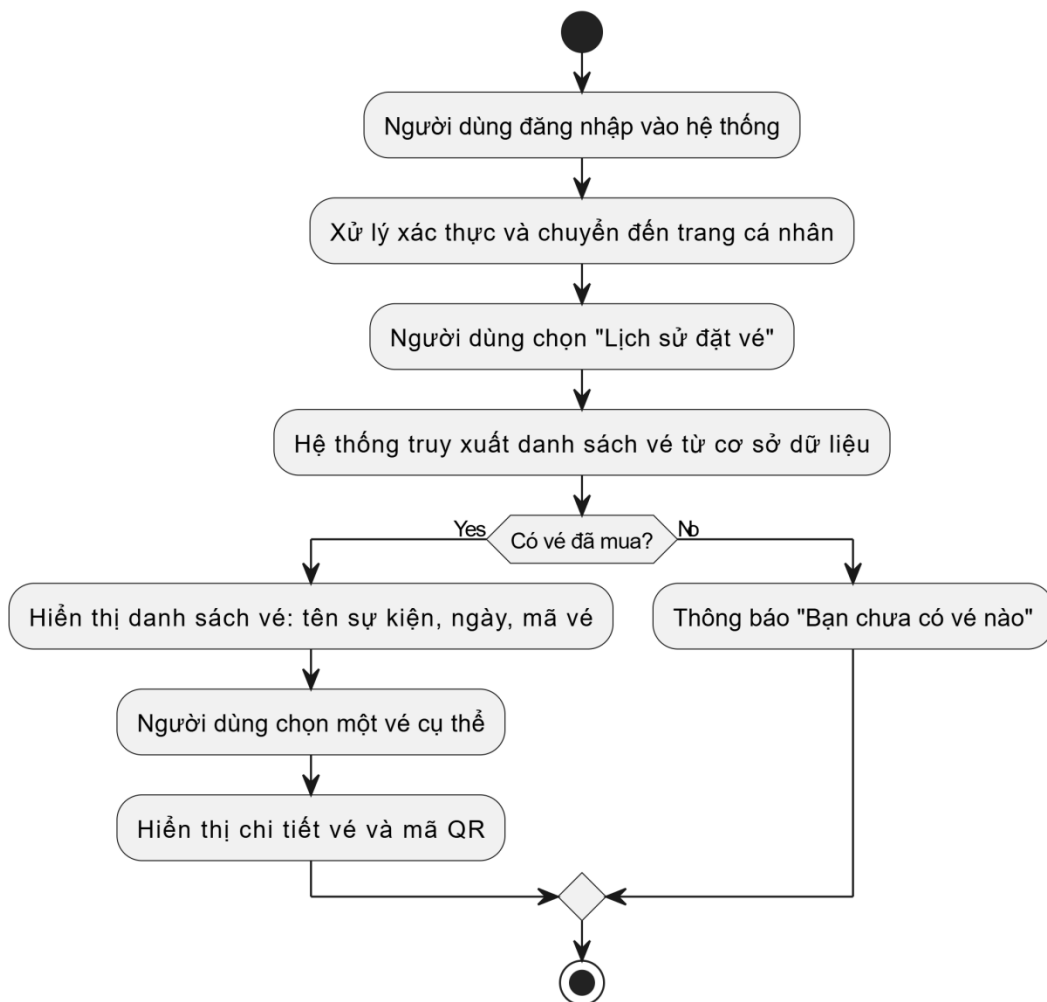 Người dùng đăng nhập vào hệ thống
Xử lý xác thực và chuyển đến trang cá nhân
Người dùng chọn "Lịch sử đặt vé"
Hệ thống truy xuất danh sách vé từ cơ sở dữ liệu
Yes
Có vé đã mua?
No
Hiển thị danh sách vé: tên sự kiện, ngày, mã vé
Thông báo "Bạn chưa có vé nào"
Người dùng chọn một vé cụ thể
Hiển thị chi tiết vé và mã QR